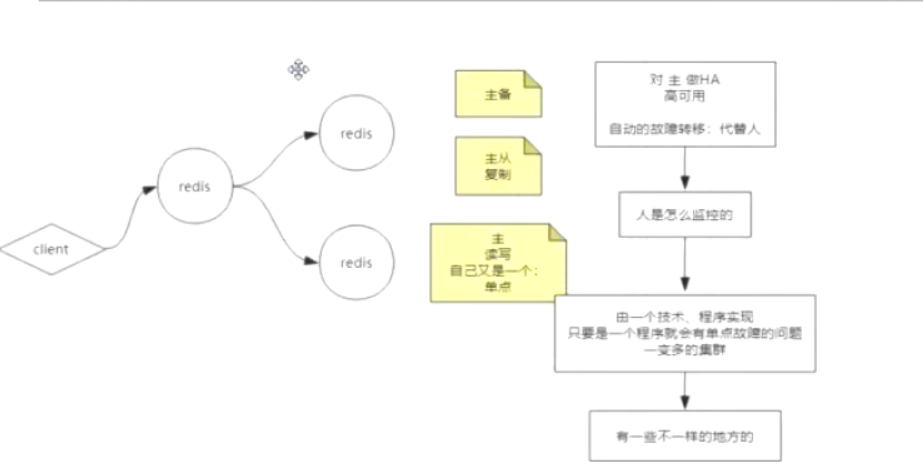 client
redis
redis
redis
主备
主从
复制
主
读写
自己又是一个：
单点
对 主 做HA
高可用
自动的故障转移：代替人
人是怎么监控的
由一个技术、程序实现
只要是一个程序就会有单点故障的问题
一变多的集群
有一些不一样的地方的